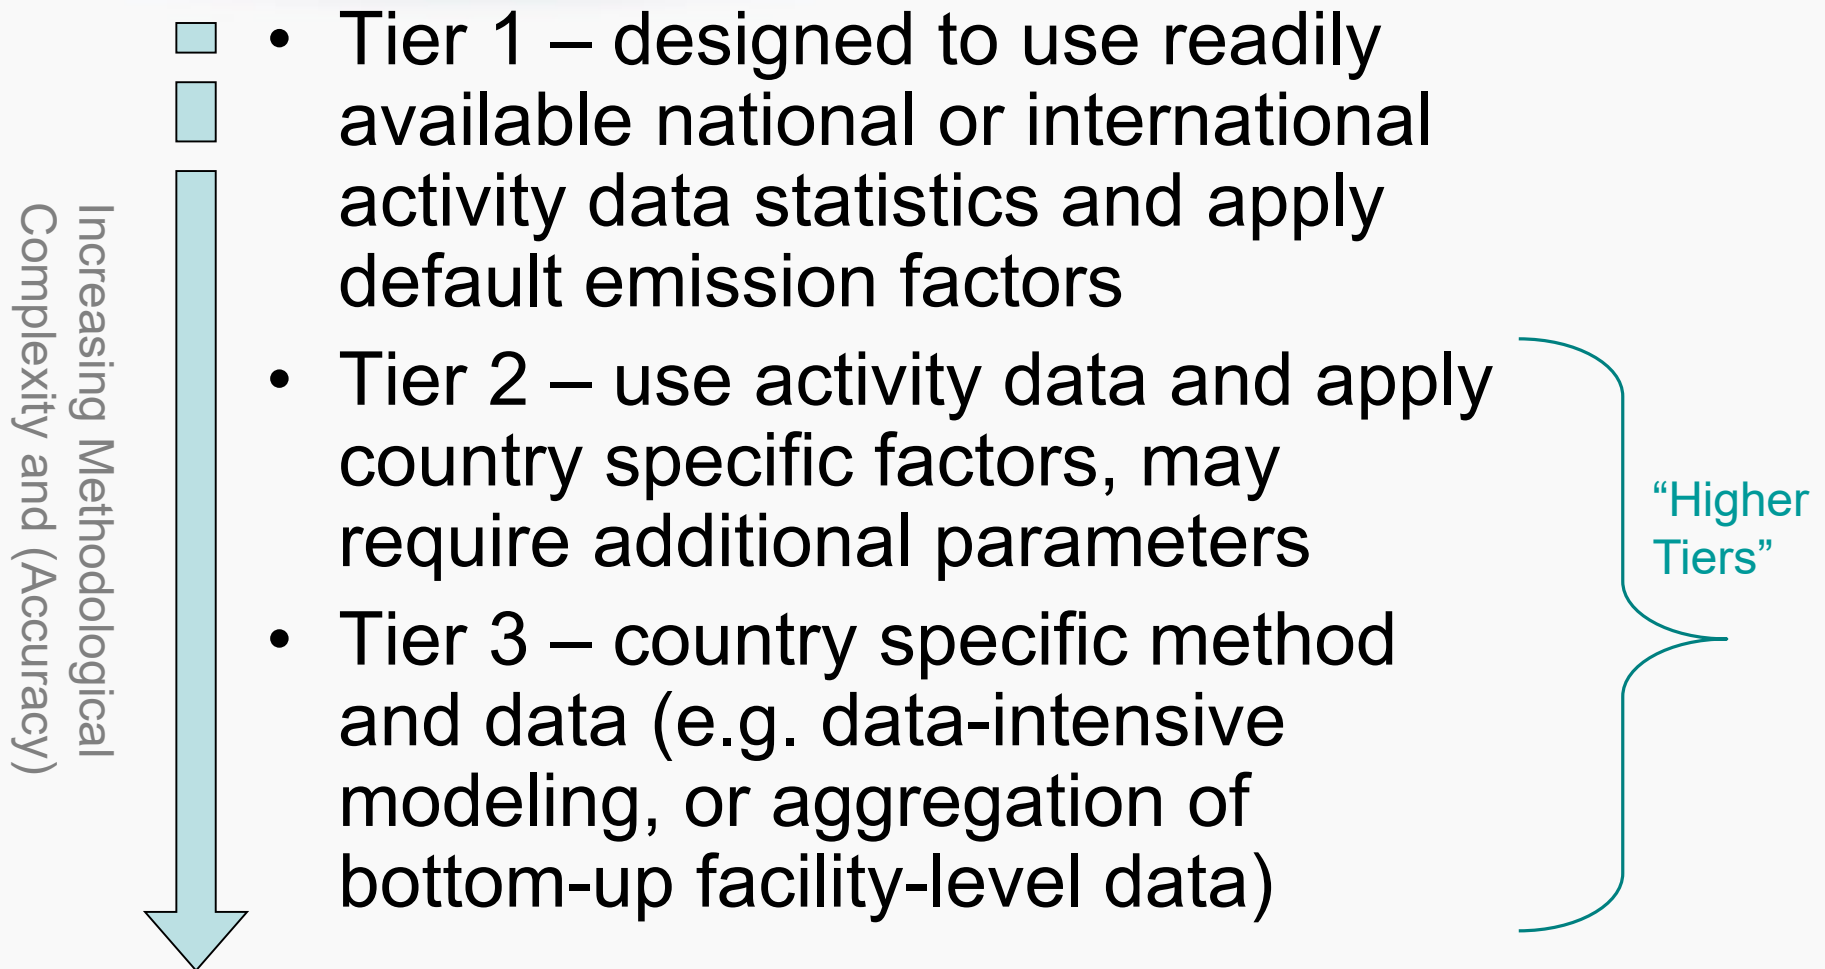 Increasing Methodological
Complexity and (Accuracy)
• Tier 1 – designed to use readily
available national or international
activity data statistics and apply
default emission factors
• Tier 2 – use activity data and apply
country specific factors, may
require additional parameters
• Tier 3 – country specific method
and data (e.g. data-intensive
modeling, or aggregation of
bottom-up facility-level data)
“Higher
Tiers”